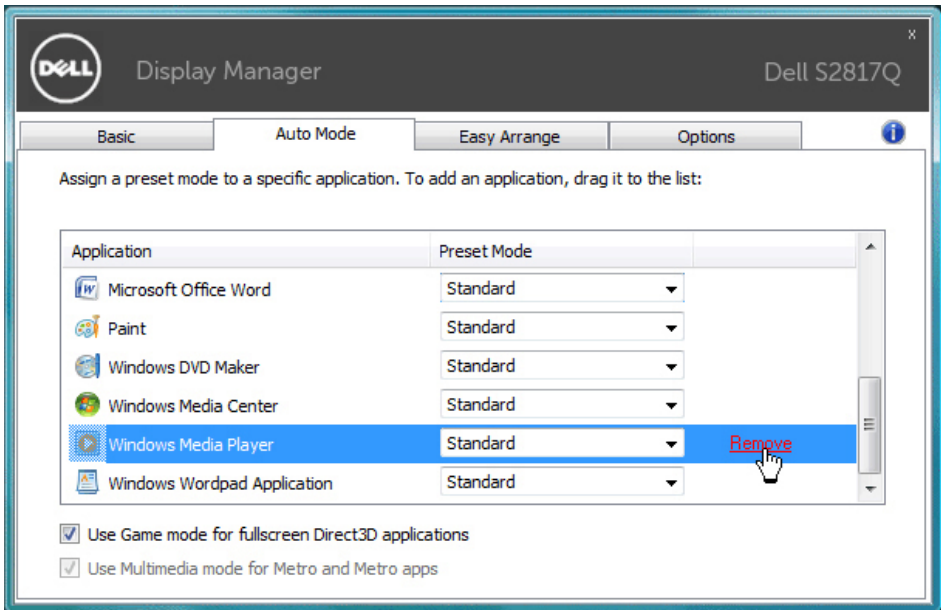 x
DELL
Display Manager
Dell S2817Q
Basic
Auto Mode
Easy Arrange
Options
i
Assign a preset mode to a specific application. To add an application, drag it to the list:
Application
Preset Mode
Microsoft Office Word
Standard
Paint
Standard
Windows DVD Maker
Standard
Windows Media Center
Standard
Windows Media Player
Standard
Remove
Windows Wordpad Application
Standard
Use Game mode for fullscreen Direct3D applications
Use Multimedia mode for Metro and Metro apps